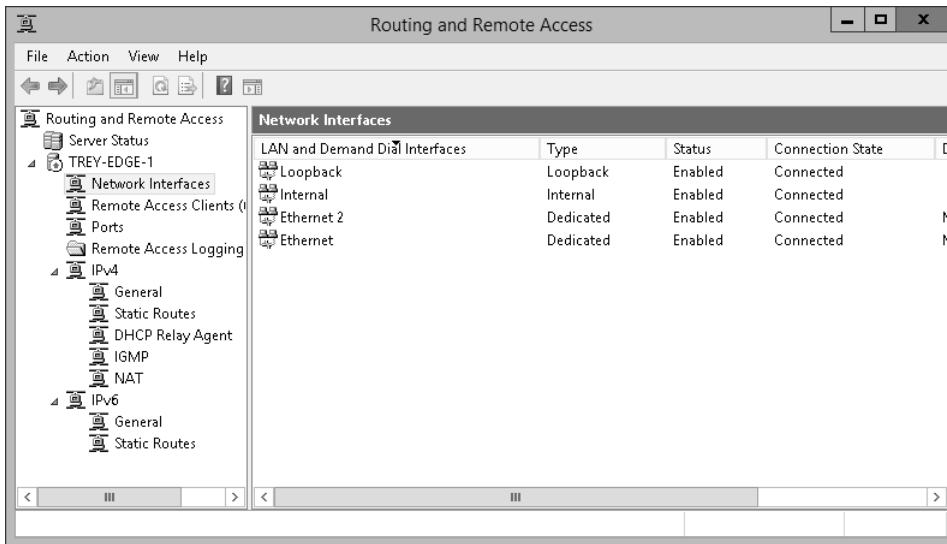 Routing and Remote Access
File Action View Help
Routing and Remote Access
Server Status
TREY-EDGE-1
Network Interfaces
Remote Access Clients (
Ports
Remote Access Logging
IPv4
General
Static Routes
DHCP Relay Agent
IGMP
NAT
IPv6
General
Static Routes
Network Interfaces
LAN and Demand Dial Interfaces Type Status Connection State
Loopback Loopback Enabled Connected
Internal Internal Enabled Connected
Ethernet 2 Dedicated Enabled Connected
Ethernet Dedicated Enabled Connected